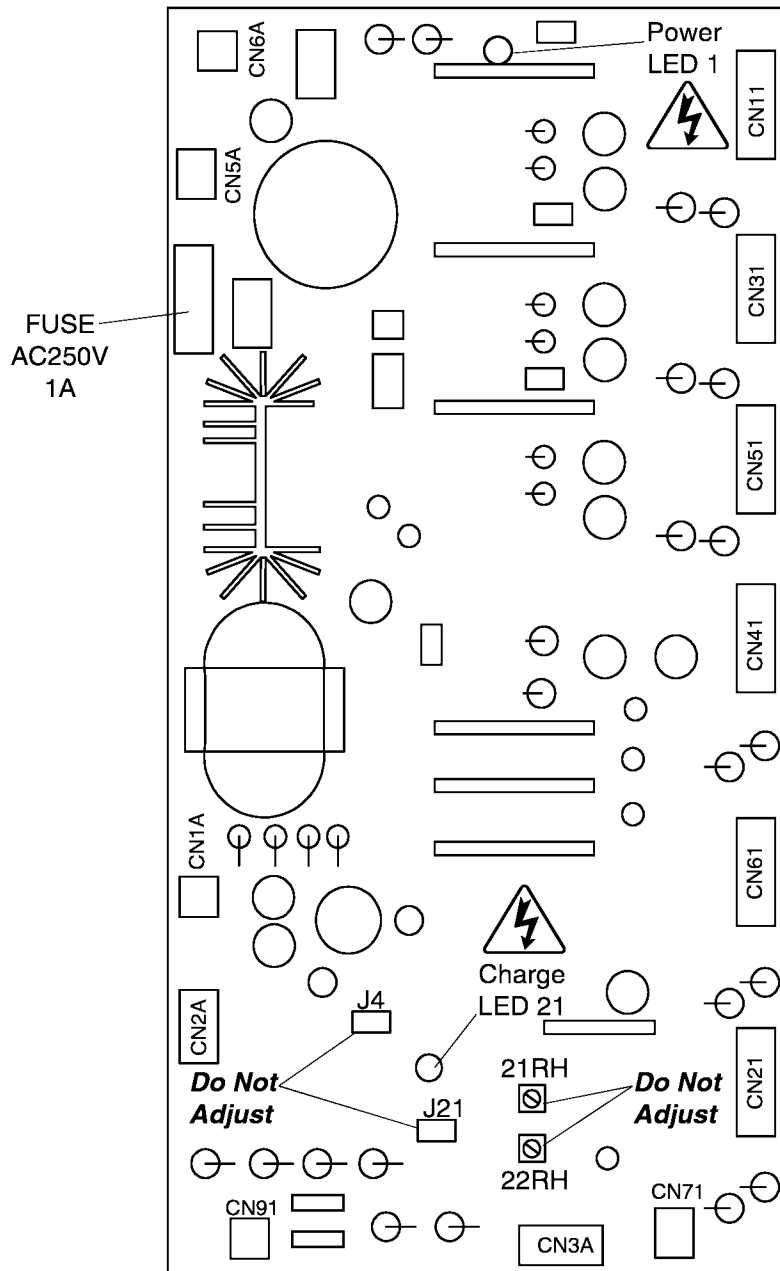 CN6A
Power
LED 1
CN11
CN5A
CN31
FUSE
AC250V
1A
CN51
CN41
CN1A
CN61
Charge
LED 21
J4
CN2A
Do Not
Adjust
J21
21RH
22RH
Do Not
Adjust
CN21
CN91
CN3A
CN71